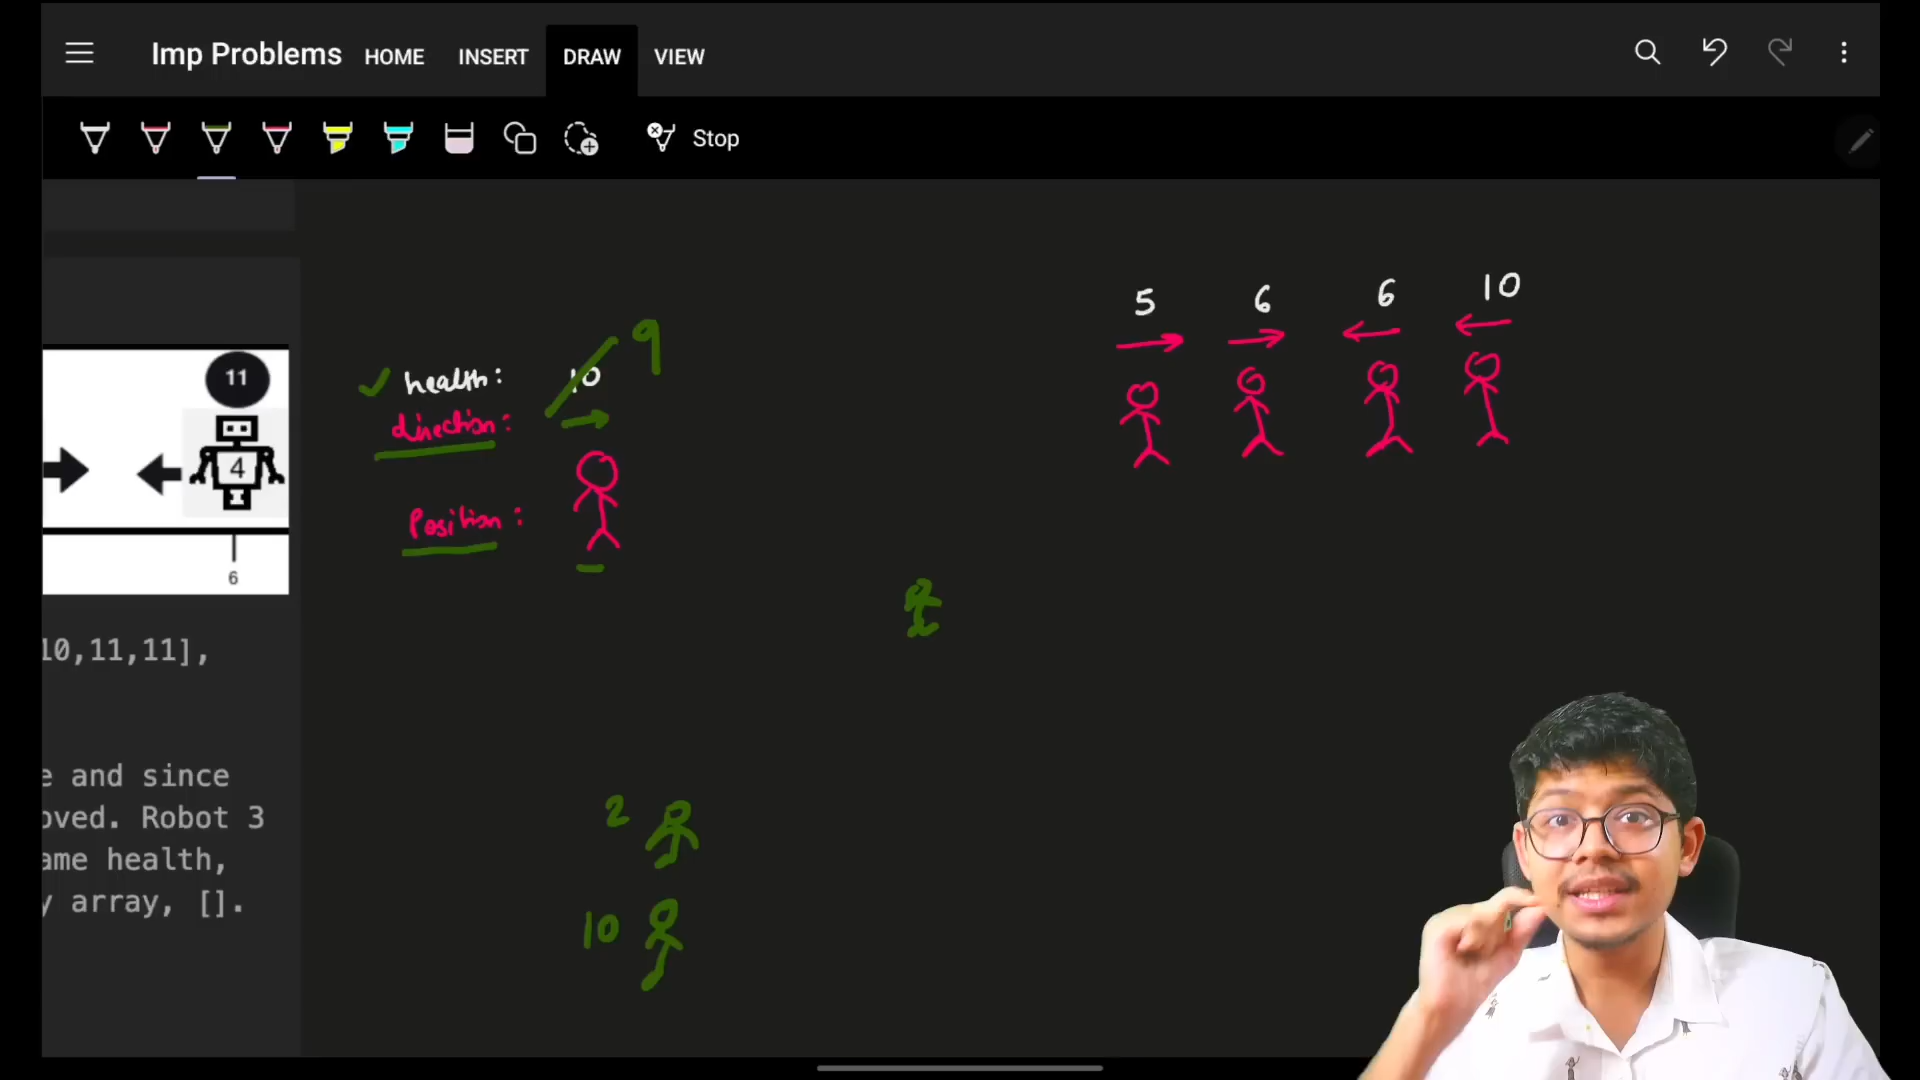 Imp Problems HOME INSERT DRAW VIEW
Stop
5 6 6 10
9
health: 10
direction:
Position:
11
4
6
10,11,11],
e and since
oved. Robot 3
ame health,
y array, [].
2
10